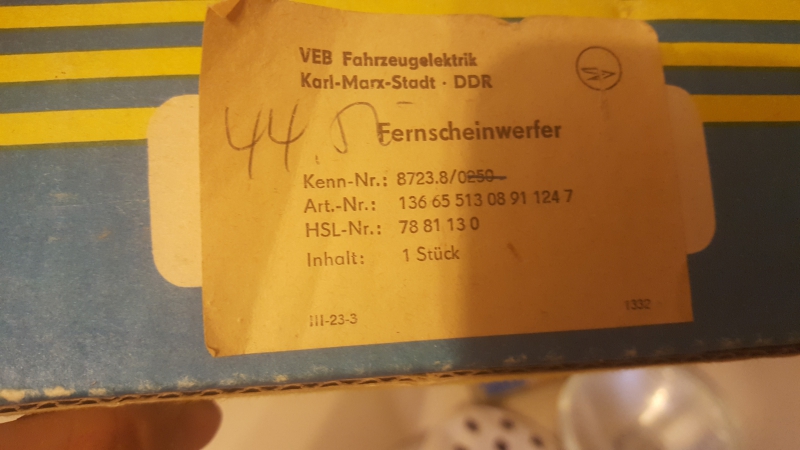 VEB Fahrzeugelektrik
Karl-Marx-Stadt · DDR
44,
Fernscheinwerfer
Kenn-Nr.: 8723.8/0250
Art.-Nr.: 136 65 513 08 91 124 7
HSL-Nr.: 78 81 13 0
Inhalt: 1 Stück
III-23-3
1332